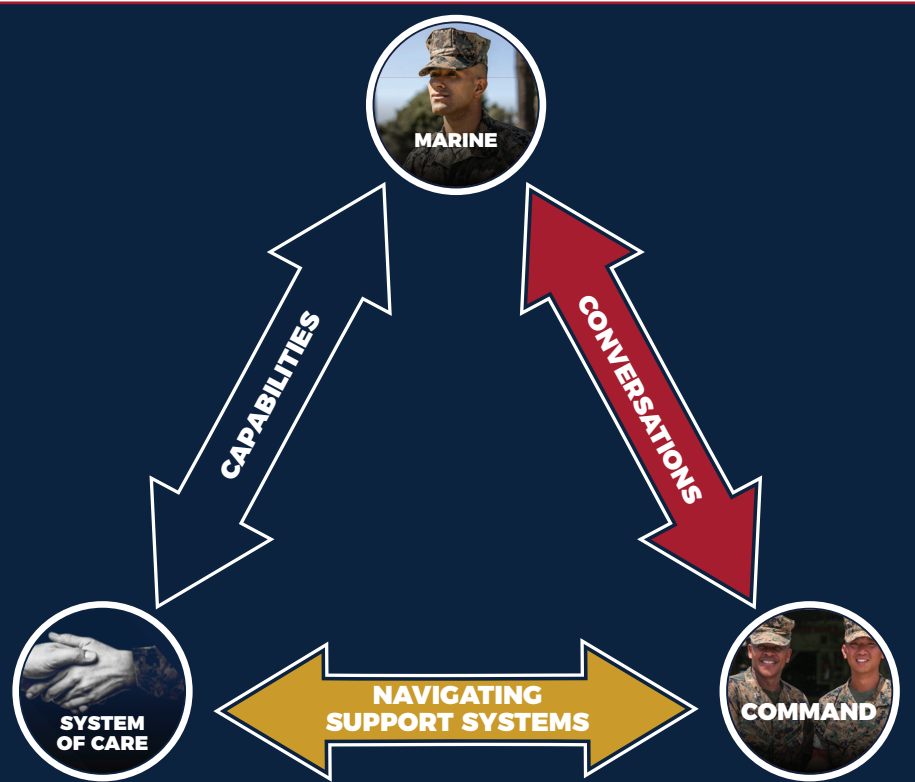 MARINE
CAPABILITIES
CONVERSATIONS
SYSTEM
OF CARE
NAVIGATING
SUPPORT SYSTEMS
COMMAND